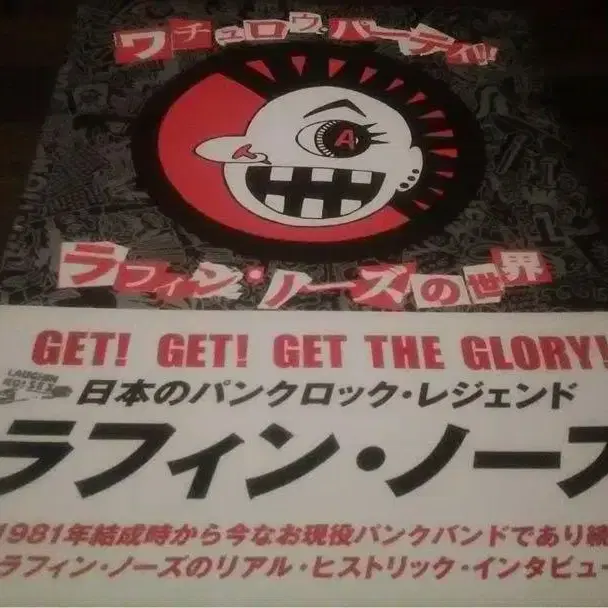 ワチュロウ・パーティ!!
A
ラフィン・ノーズの世界
GET! GET! GET THE GLORY!
LAUGHIN' NOISES
日本のパンクロック・レジェンド
ラフィン・ノーズ
1981年結成時から今なお現役パンクバンドであり続
ラフィン・ノーズのリアル・ヒストリック・インタビュー